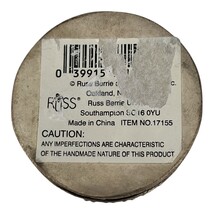 0 39915
© Russ Berrie
Oakland, N
RUSS Russ Berrie U
Southampton SO16 0YU
Made in China ITEM NO.17155
CAUTION:
ANY IMPERFECTIONS ARE CHARACTERISTIC
OF THE HANDMADE NATURE OF THIS PRODUCT